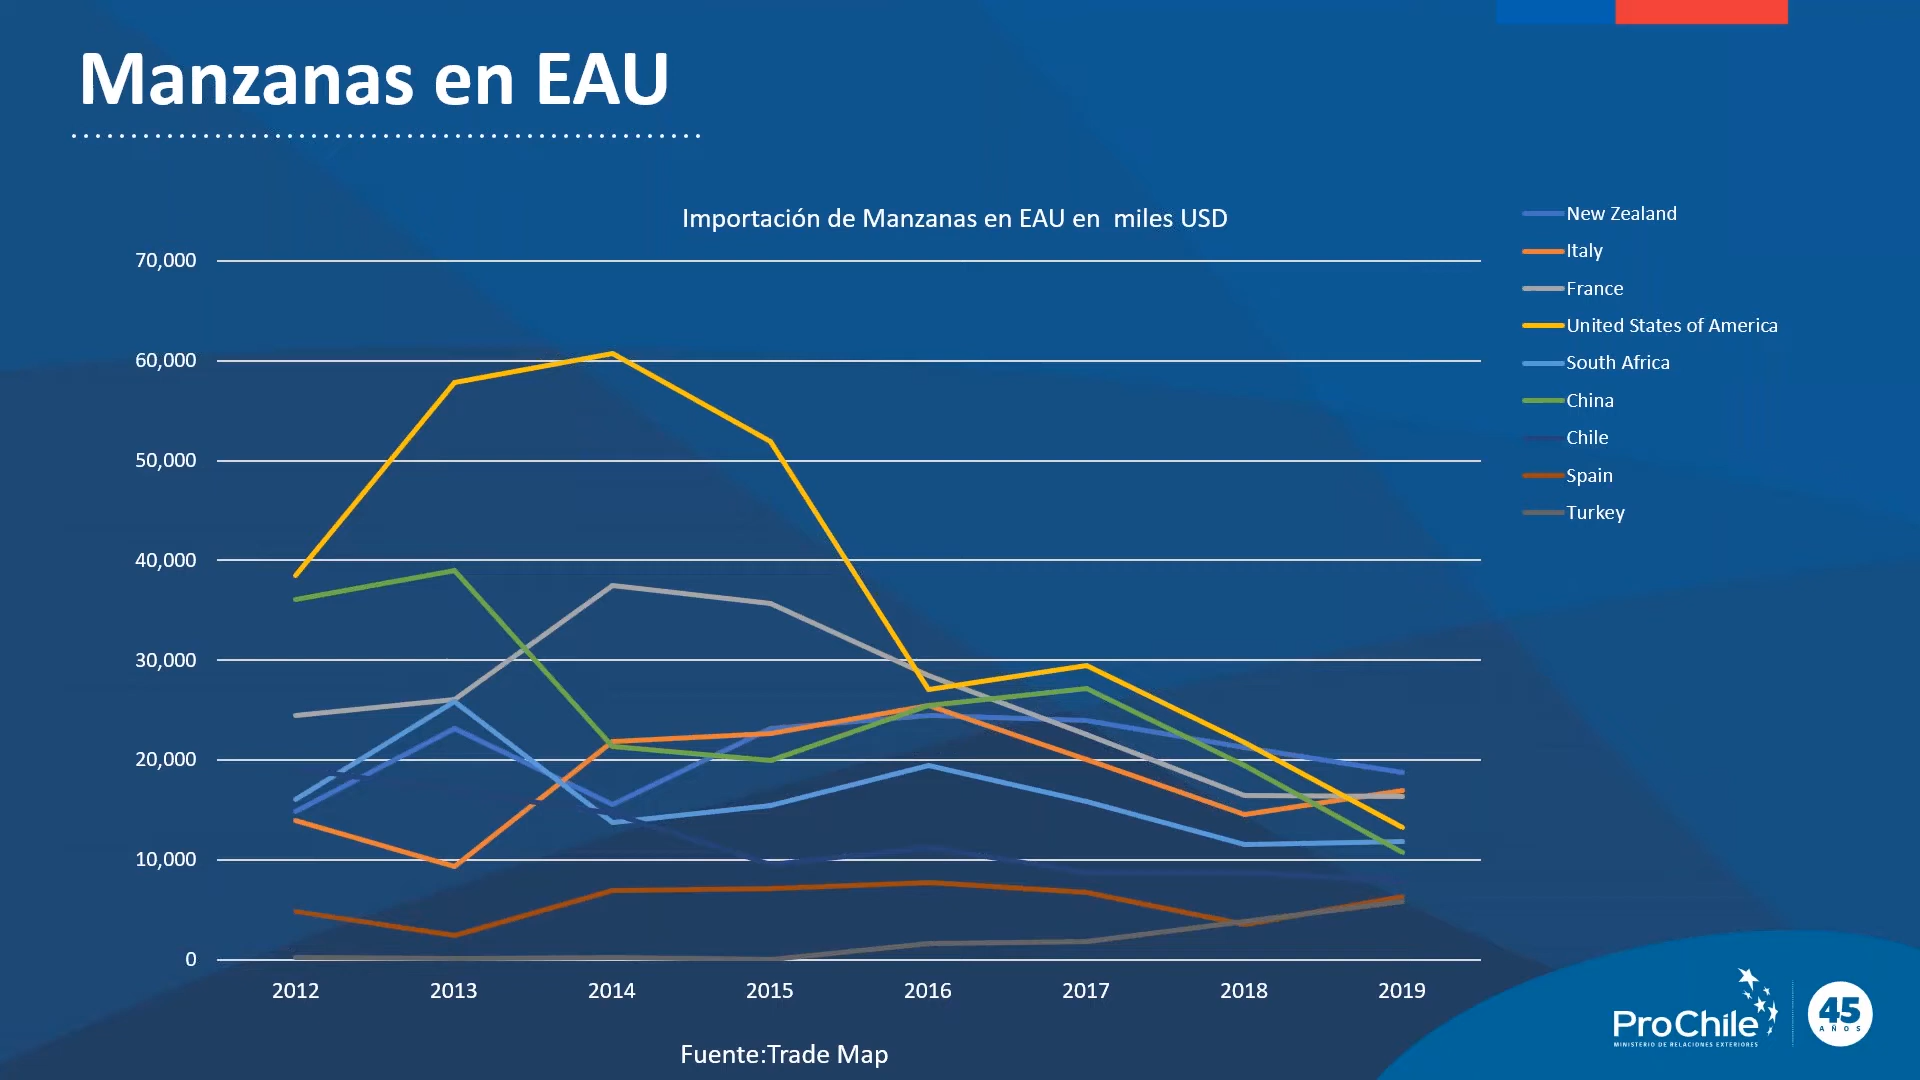 Manzanas en EAU
Importación de Manzanas en EAU en miles USD
70,000
60,000
50,000
40,000
30,000
20,000
10,000
0
2012 2013 2014 2015 2016 2017 2018 2019
New Zealand
Italy
France
United States of America
South Africa
China
Chile
Spain
Turkey
Fuente:Trade Map
ProChile
MINISTERIO DE RELACIONES EXTERIORES
45
AÑOS